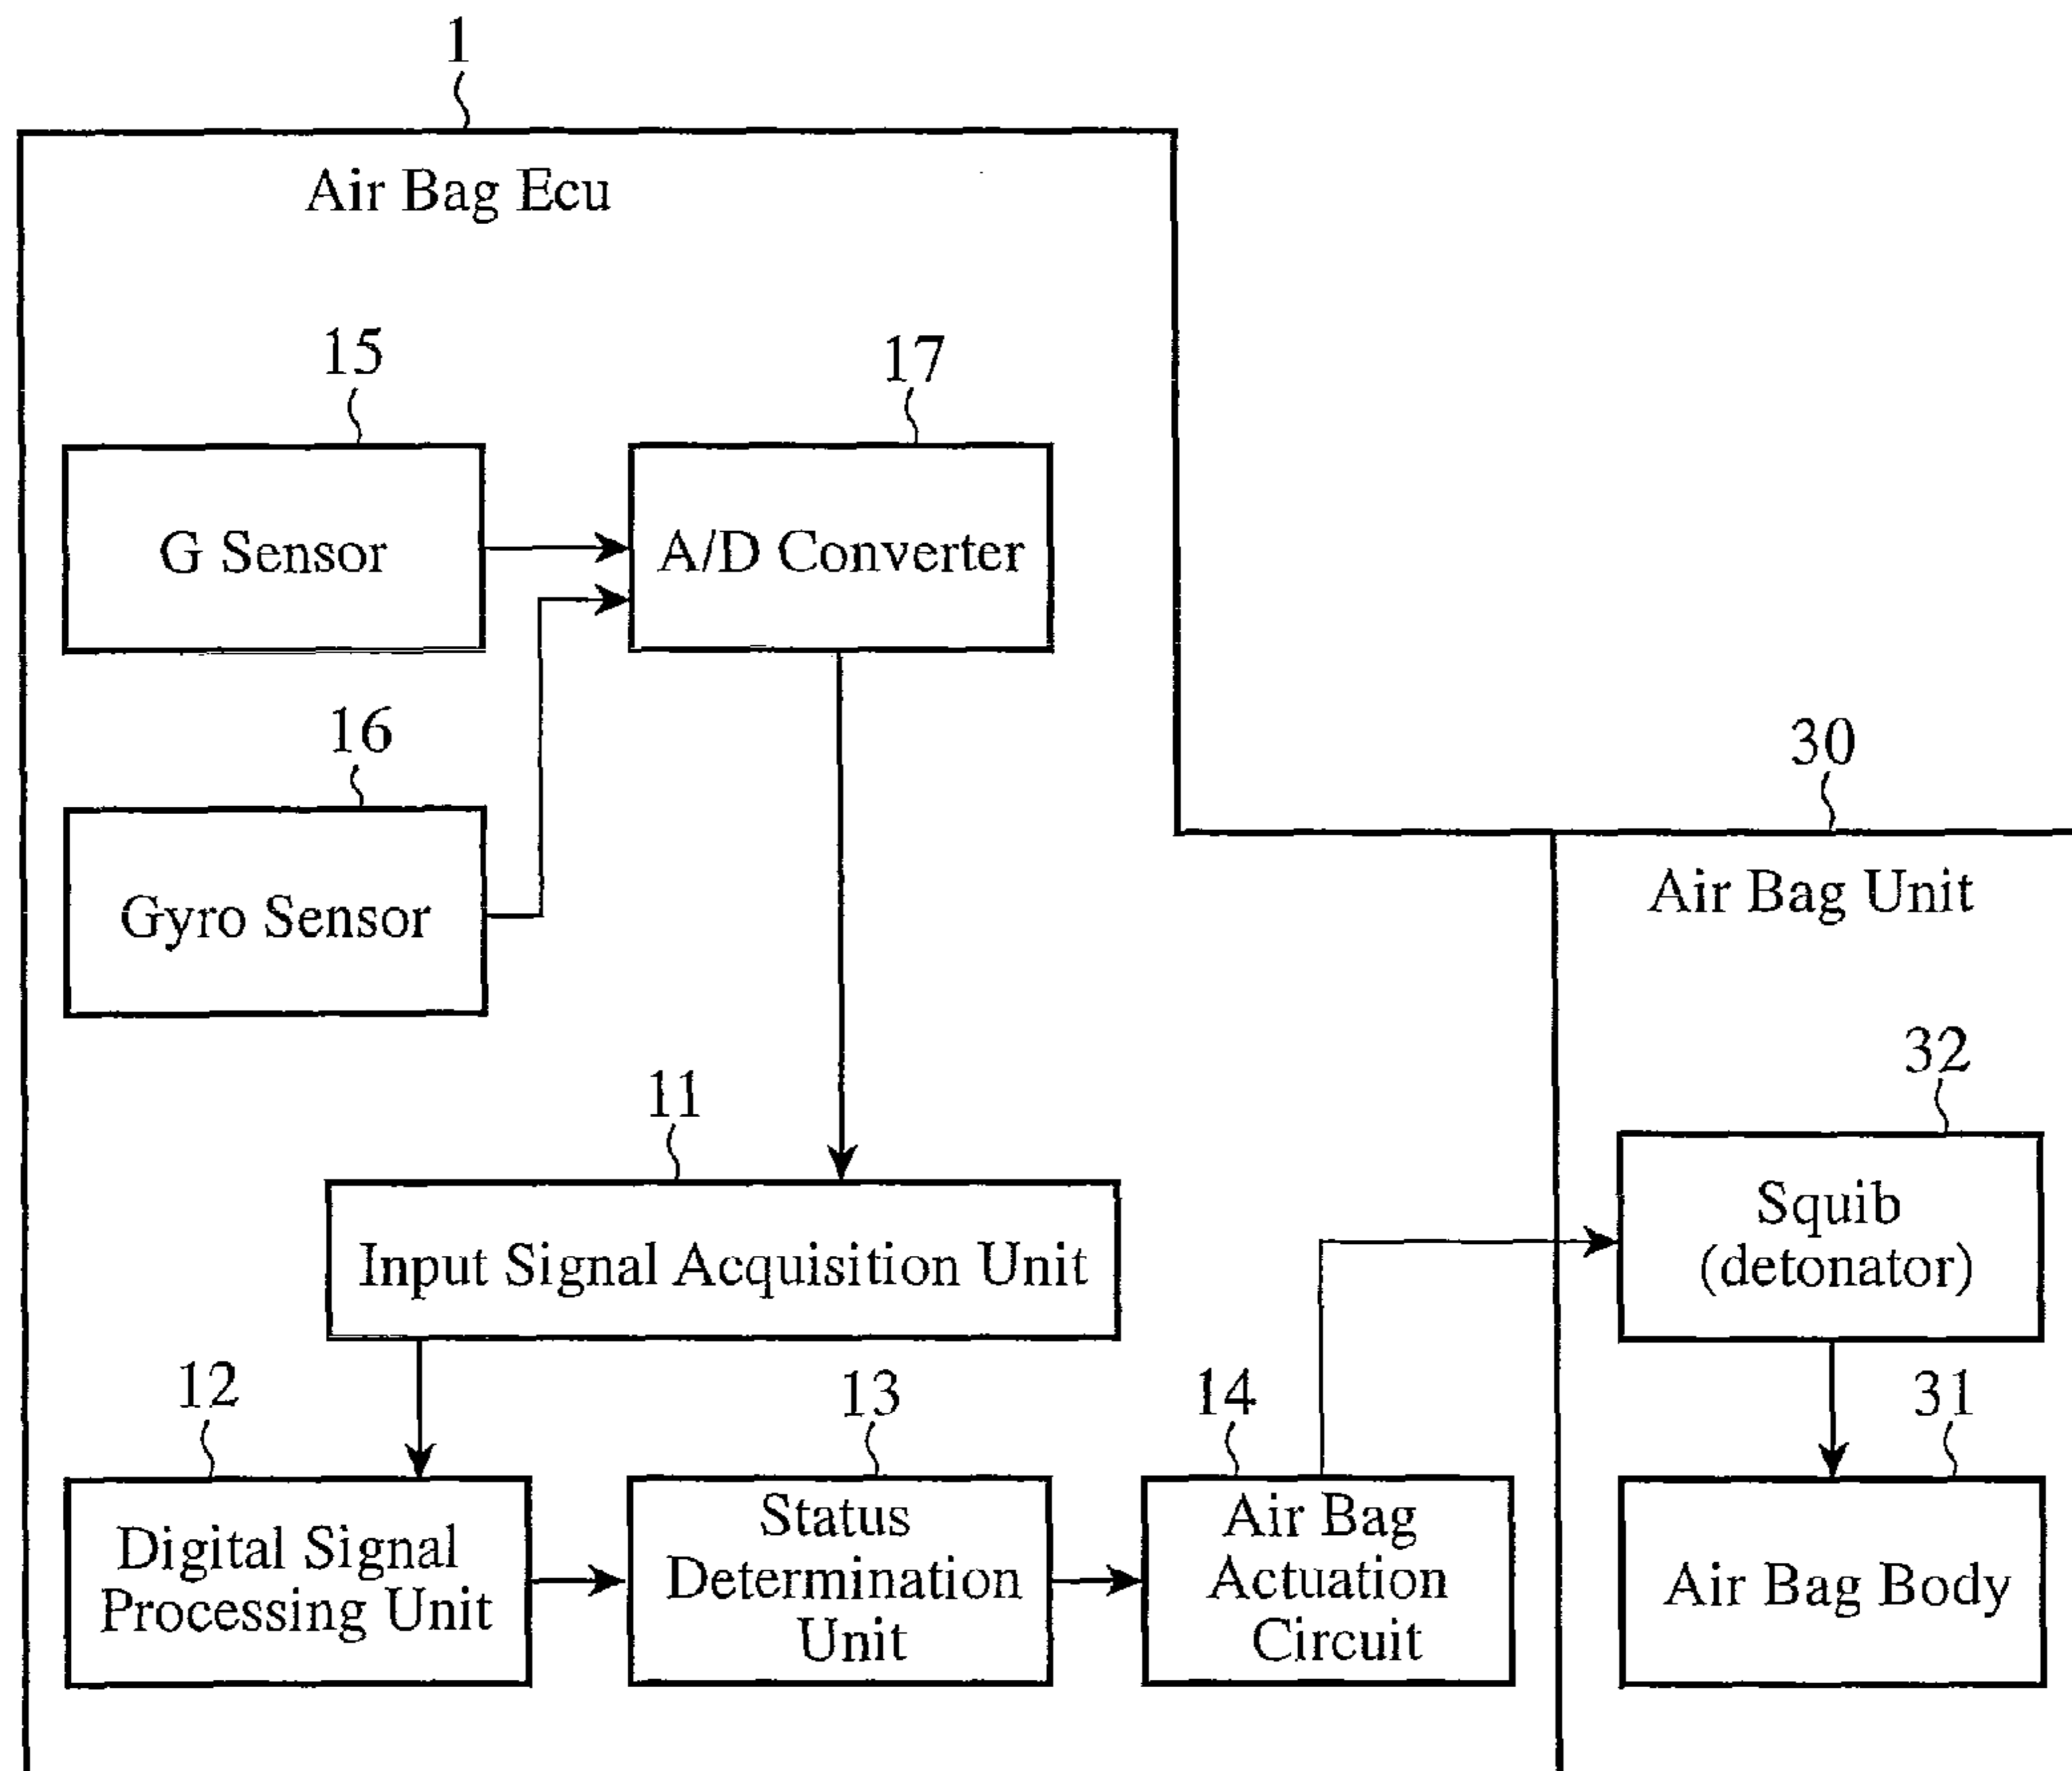 1
Air Bag Ecu
15
17
G Sensor
A/D Converter
16
30
Gyro Sensor
Air Bag Unit
32
11
Squib
(detonator)
Input Signal Acquisition Unit
12
13
14
31
Digital Signal
Processing Unit
Status
Determination
Unit
Air Bag
Actuation
Circuit
Air Bag Body